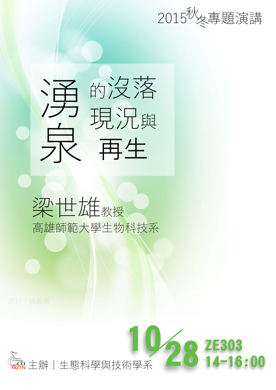 2015秋冬專題演講
湧泉
的沒落
現況與
再生
梁世雄教授
高雄師範大學生物科技系
10/28
ZE303
14-16:00
主辦｜生態科學與技術學系